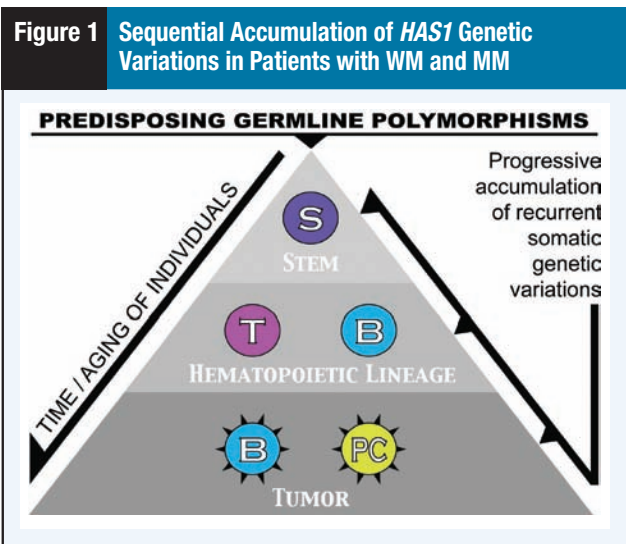 Figure 1
Sequential Accumulation of HAS1 Genetic
Variations in Patients with WM and MM
PREDISPOSING GERMLINE POLYMORPHISMS
TIME / AGING OF INDIVIDUALS
Progressive
accumulation
of recurrent
somatic
genetic
variations
S
STEM
T B
HEMATOPOIETIC LINEAGE
B PC
TUMOR